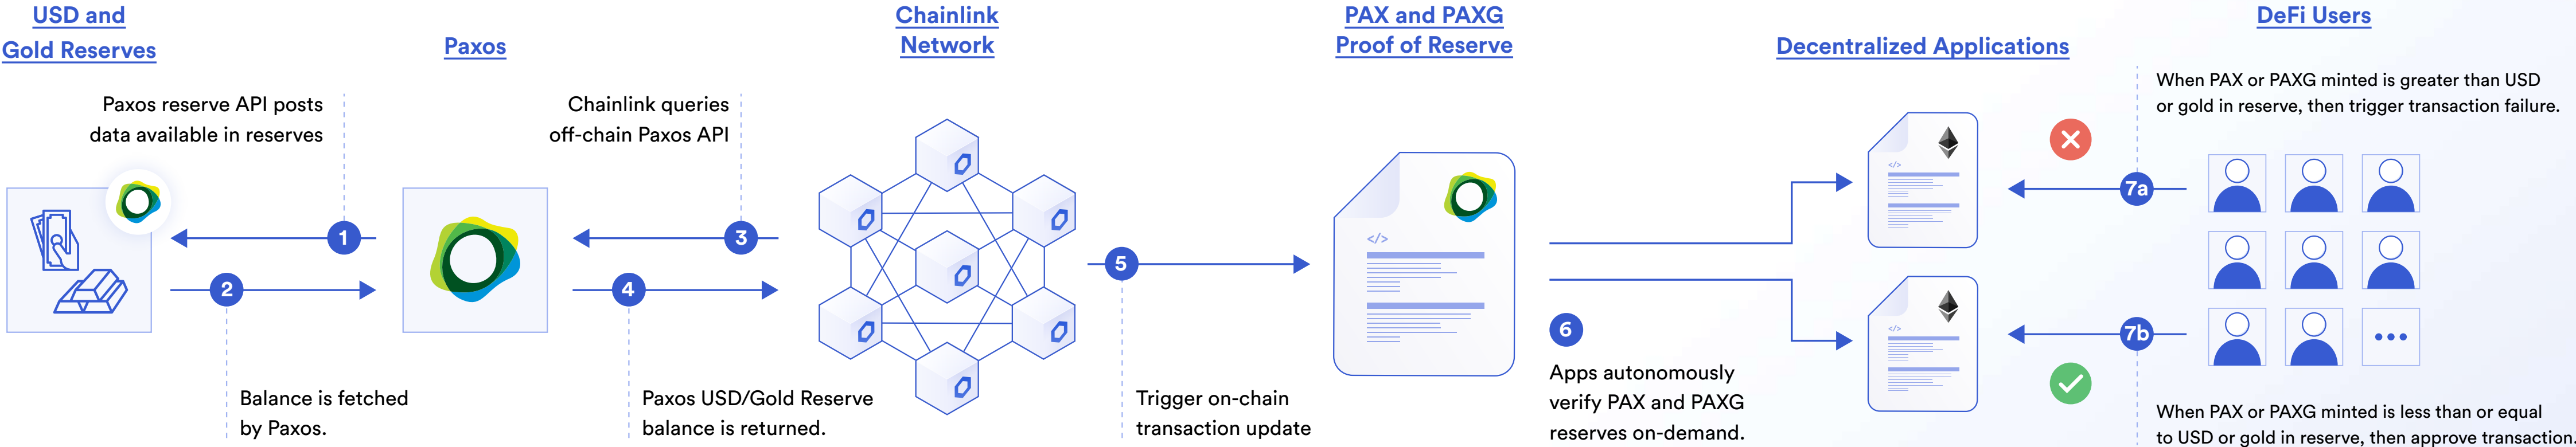 USD and
Gold Reserves
Paxos
Chainlink
Network
PAX and PAXG
Proof of Reserve
Decentralized Applications
DeFi Users
Paxos reserve API posts
data available in reserves
1
2
Balance is fetched
by Paxos.
Chainlink queries
off-chain Paxos API
3
4
Paxos USD/Gold Reserve
balance is returned.
5
Trigger on-chain
transaction update
</>
6
Apps autonomously
verify PAX and PAXG
reserves on-demand.
</>
</>
When PAX or PAXG minted is greater than USD
or gold in reserve, then trigger transaction failure.
7a
7b
When PAX or PAXG minted is less than or equal
to USD or gold in reserve, then approve transaction.